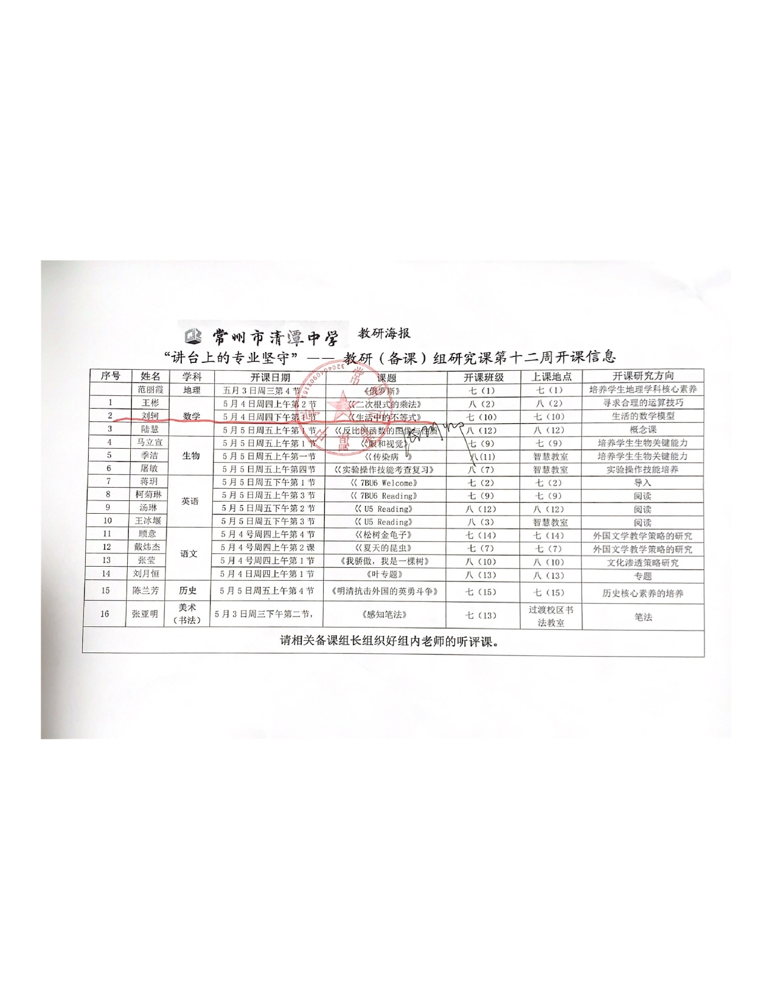 常州市清潭中学 教研海报
“讲台上的专业坚守” —— 教研（备课）组研究课第十二周开课信息
序号 姓名 学科 开课日期 课题 开课班级 上课地点 开课研究方向
范丽霞 地理 五月3日周三第4节 《俄罗斯》 七（1） 七（1） 培养学生地理学科核心素养
1 王彬 5月4日周四上午第2节 《二次根式的乘法》 八（2） 八（2） 寻求合理的运算技巧
2 刘轲 数学 5月4日周四下午第1节 《生活中的不等式》 七（10） 七（10） 生活的数学模型
3 陆慧 5月5日周五上午第1节 《反比例函数的图像与性质 八（12） 八（12） 概念课
4 马立宣 5月5日周五上午第1节 《眼和视觉》 七（9） 七（9） 培养学生生物关键能力
5 季洁 生物 5月5日周五上午第一节 《传染病 》 八(11) 智慧教室 培养学生生物关键能力
6 屠敏 5月5日周五上午第四节 《实验操作技能考查复习》 八（7） 智慧教室 实验操作技能培养
7 蒋玥 5月5日周五下午第1节 《 7BU6 Welcome》 七（2） 七（2） 导入
8 柯菊琳 英语 5月5日周五上午第3节 《 7BU6 Reading》 七（9） 七（9） 阅读
9 汤琳 5月5日周五下午第2节 《 U5 Reading》 八（12） 八（12） 阅读
10 王冰堰 5月5日周五下午第3节 《 U5 Reading》 八（3） 智慧教室 阅读
11 顾意 5月4号周四上午第4节 《松树金龟子》 七（14） 七（14） 外国文学教学策略的研究
12 戴炜杰 语文 5月4号周四上午第2课 《夏天的昆虫》 七（7） 七（7） 外国文学教学策略的研究
13 张莹 5月4号周四上午第1节 《我骄傲，我是一棵树》 八（10） 八（10） 文化渗透策略研究
14 刘月恒 5月4日周四上午第1节 《叶专题》 八（13） 八（13） 专题
15 陈兰芳 历史 5月5日周五上午第4节 《明清抗击外国的英勇斗争》 七（15） 七（15） 历史核心素养的培养
16 张亚明 美术（书法） 5月3日周三下午第二节， 《感知笔法》 七（13） 过渡校区书法教室 笔法
请相关备课组长组织好组内老师的听评课。